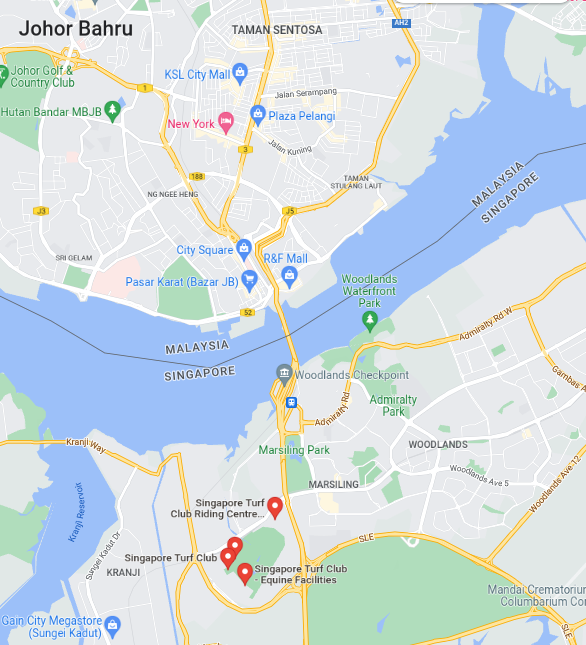 Johor Bahru
TAMAN SENTOSA
AH2
Johor Golf &
Country Club
KSL City Mall
1
Jalan Serampang
Hutan Bandar MBJB
New York
Plaza Pelangi
3
Jalan Kuning
188
TAMAN
STULANG LAUT
NG NGEE HENG
J3
J5
MALAYSIA
SINGAPORE
City Square
SRI GELAM
R&F Mall
Pasar Karat (Bazar JB)
Woodlands
Waterfront
Park
52
Admiralty Rd W
MALAYSIA
SINGAPORE
Woodlands Checkpoint
Gambas A
Admiralty
Park
Admiralty Rd
Kranji Way
Marsiling Park
WOODLANDS
Woodlands Ave 5
MARSILING
Woodlands Ave 12
Kranji Reservoir
Singapore Turf
Club Riding Centre...
Sungei Kadut Dr
SLE
Singapore Turf Club
KRANJI
Singapore Turf Club
- Equine Facilities
Mandai Crematoriu
Columbarium Co
Gain City Megastore
(Sungei Kadut)
SLE